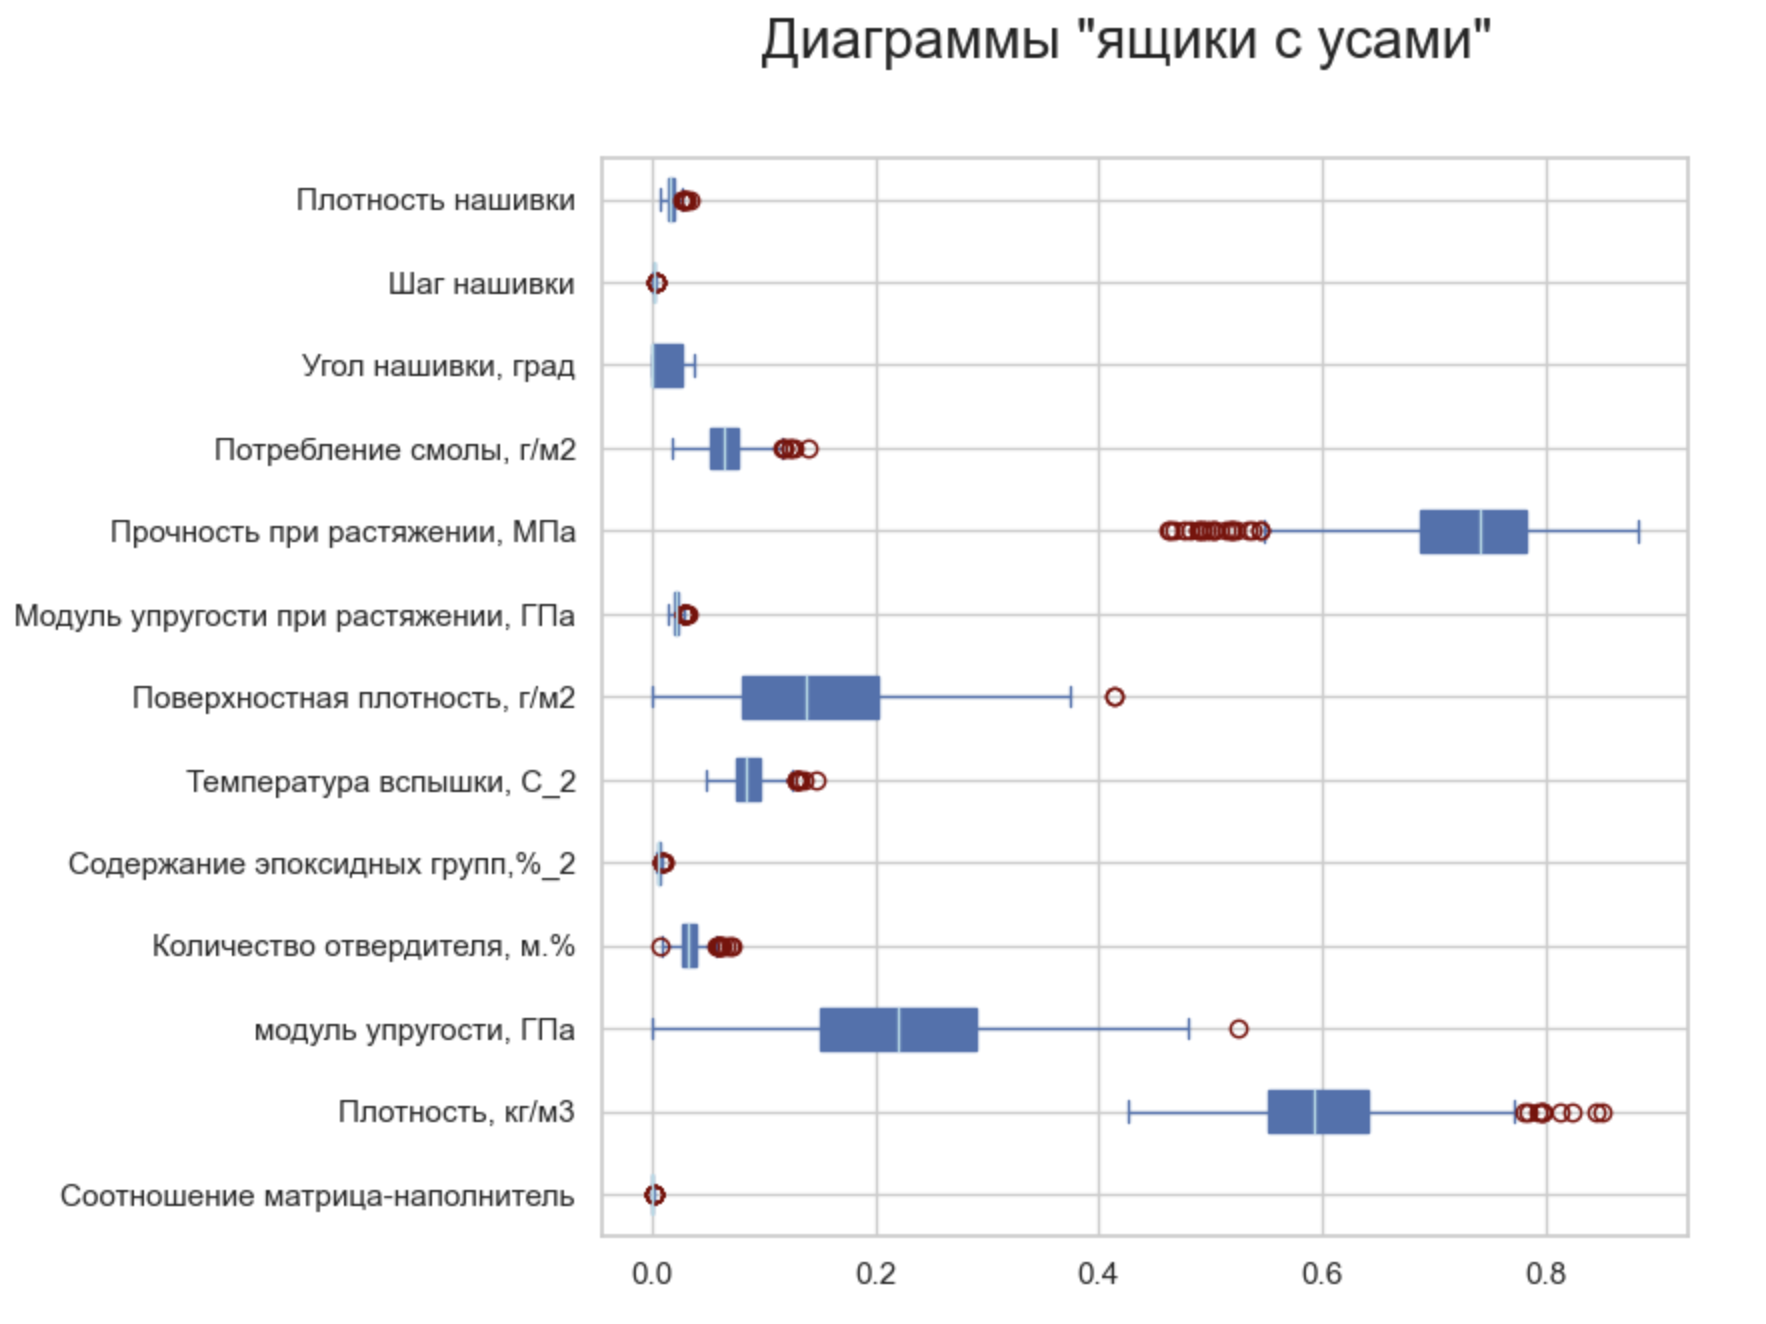 Диаграммы "ящики с усами"
Плотность нашивки
Шаг нашивки
Угол нашивки, град
Потребление смолы, г/м2
Прочность при растяжении, МПа
Модуль упругости при растяжении, ГПа
Поверхностная плотность, г/м2
Температура вспышки, С_2
Содержание эпоксидных групп,%_2
Количество отвердителя, м.%
модуль упругости, ГПа
Плотность, кг/м3
Соотношение матрица-наполнитель
0.0 0.2 0.4 0.6 0.8